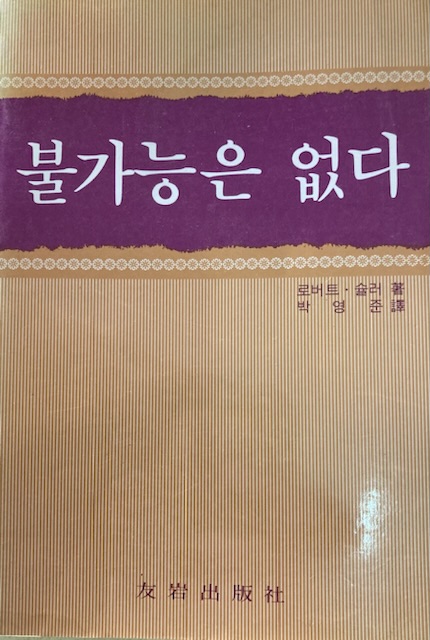 불가능은 없다
로버트·슐러 著
박영준 譯
友岩出版社